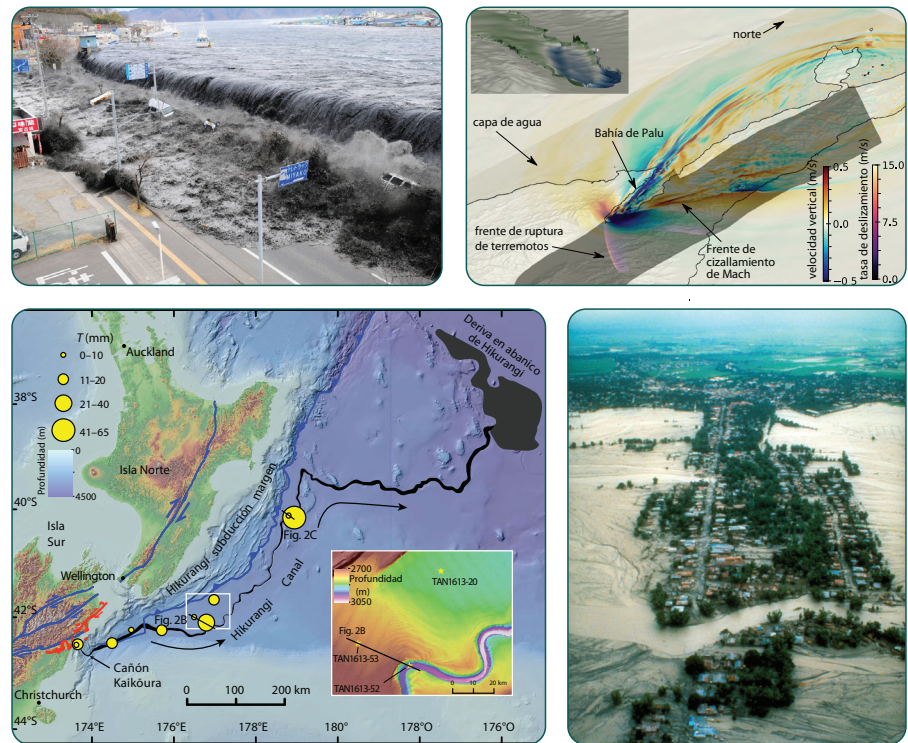 MIYAKO
norte
capa de agua
Bahía de Palu
frente de ruptura
de terremotos
Frente de
cizallamiento
de Mach
velocidad vertical (m/s)
0.5
0.0
−0.5
tasa de deslizamiento (m/s)
15.0
7.5
0.0
T (mm)
0–10
11–20
21–40
41–65
Profundidad (m)
0
4500
Auckland
Isla Norte
Isla
Sur
Wellington
Christchurch
Cañón
Kaikōura
Hikurangi subducción margen
Hikurangi Canal
Deriva en abanico
de Hikurangi
Fig. 2C
Fig. 2B
0 100 200 km
38°S
40°S
42°S
44°S
174°E
176°E
178°E
180°
178°O
176°O
-2700
Profundidad
(m)
-3050
TAN1613-20
Fig. 2B
TAN1613-53
TAN1613-52
0 10 20 km